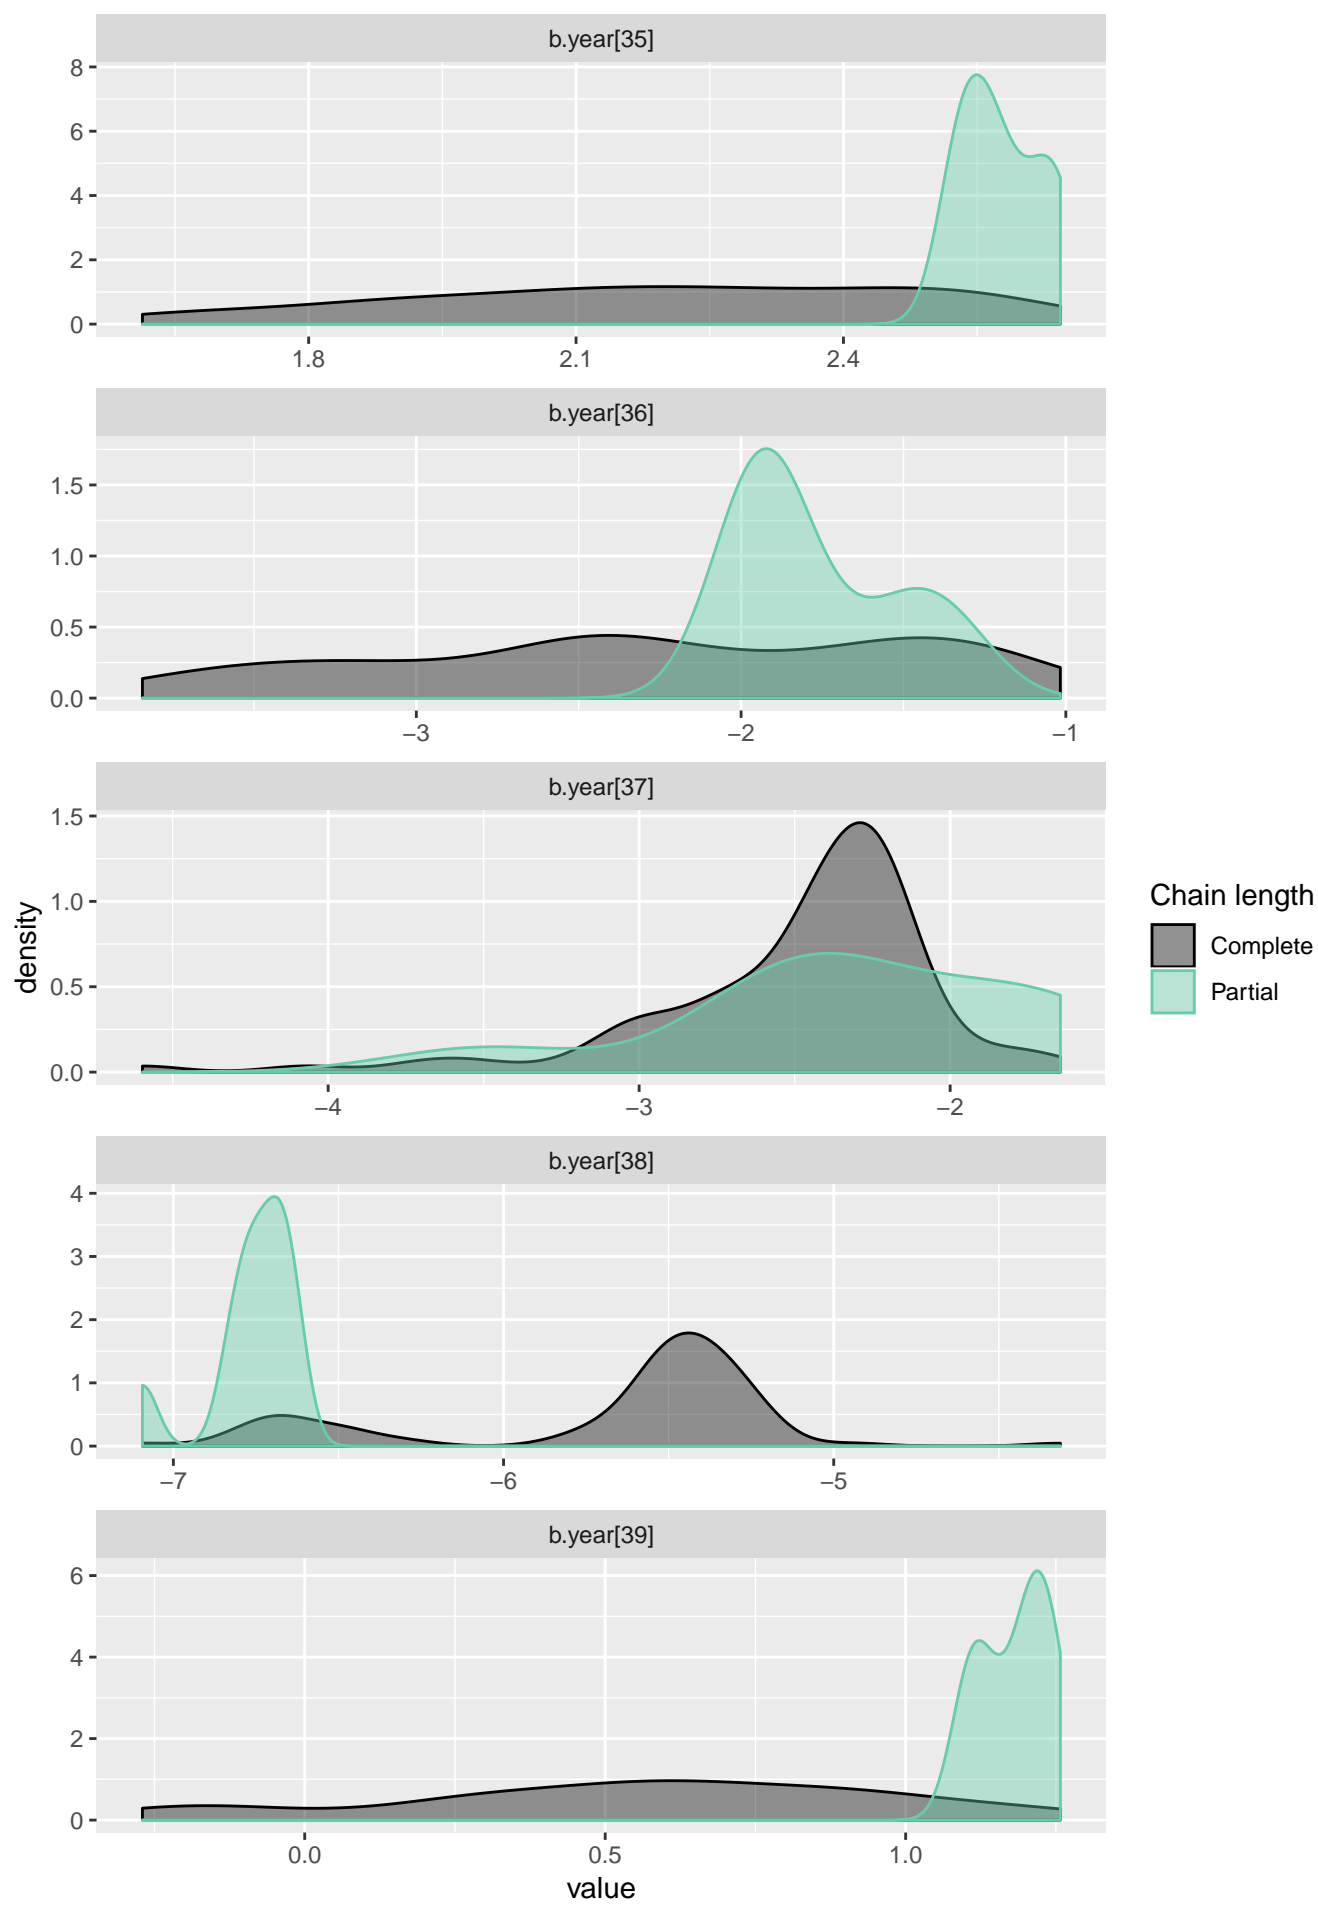 b.year[35]
8
6
4
2
0
1.8 2.1 2.4
b.year[36]
1.5
1.0
0.5
0.0
−3 −2 −1
b.year[37]
1.5
1.0
0.5
0.0
−4 −3 −2
b.year[38]
4
3
2
1
0
−7 −6 −5
b.year[39]
6
4
2
0
0.0 0.5 1.0
value
density
Chain length
Complete
Partial